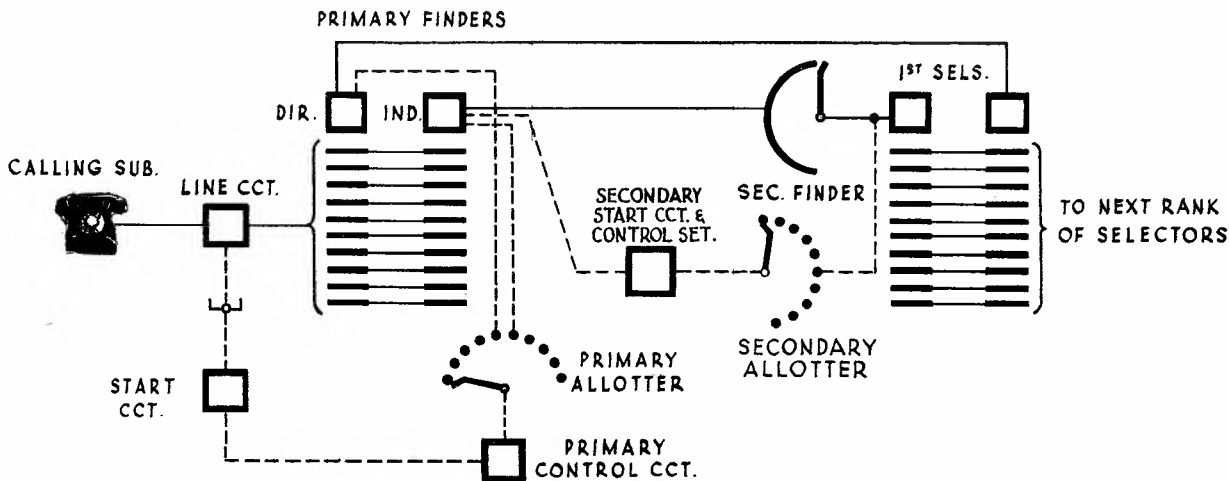 PRIMARY FINDERS
DIR.
IND.
1ST SELS.
CALLING SUB.
LINE CCT.
SECONDARY
START CCT. &
CONTROL SET.
SEC. FINDER
TO NEXT RANK
OF SELECTORS
START
CCT.
PRIMARY
ALLOTTER
SECONDARY
ALLOTTER
PRIMARY
CONTROL CCT.